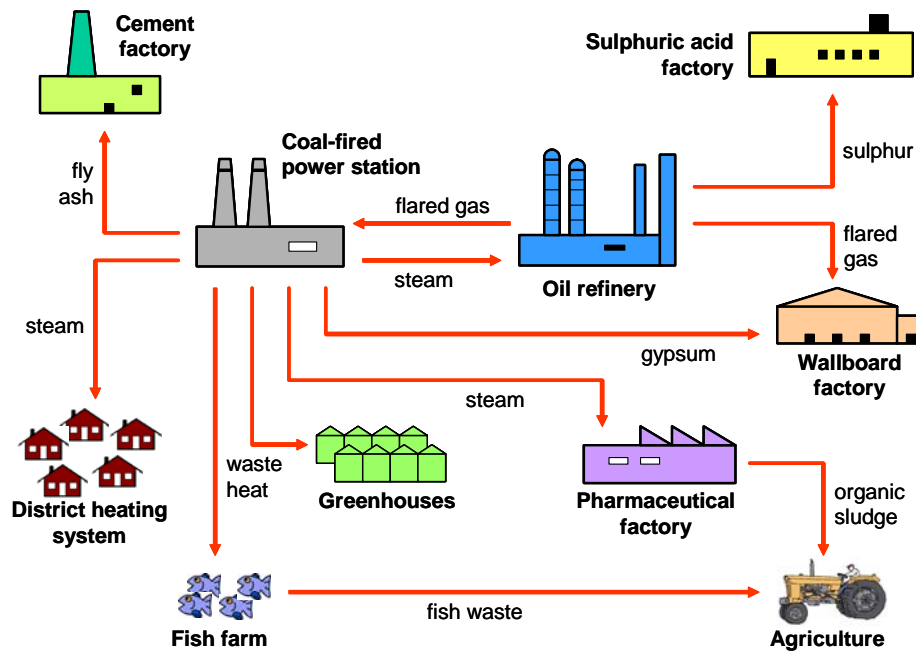 Cement
factory
Sulphuric acid
factory
Coal-fired
power station
fly
ash
flared gas
sulphur
steam
Oil refinery
flared
gas
steam
gypsum
Wallboard
factory
steam
waste
heat
Greenhouses
Pharmaceutical
factory
organic
sludge
District heating
system
fish waste
Fish farm
Agriculture